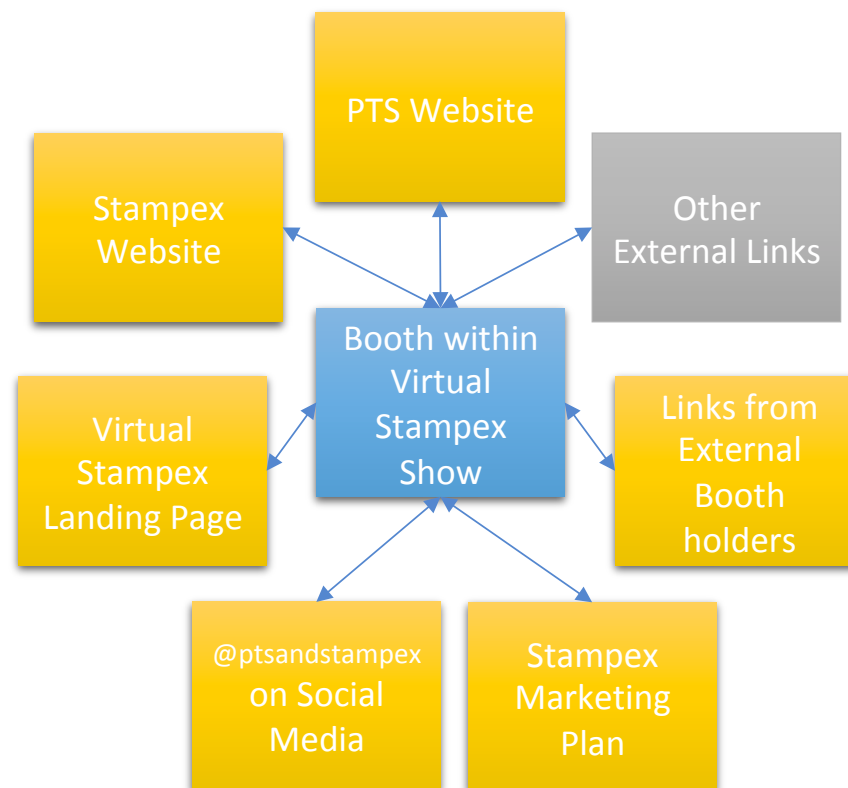 PTS Website
Stampex
Website
Other
External Links
Booth within
Virtual
Stampex
Show
Virtual
Stampex
Landing Page
Links from
External
Booth
holders
@ptsandstampex
on Social
Media
Stampex
Marketing
Plan